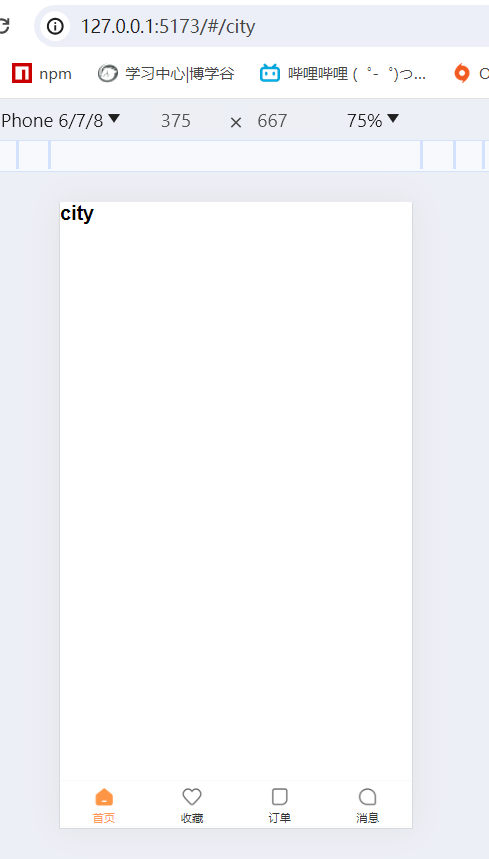 127.0.0.1:5173/#/city
npm 学习中心|博学谷 哔哩哔哩 (゜-゜)つ...
Phone 6/7/8 375 × 667 75%
city
首页 收藏 订单 消息